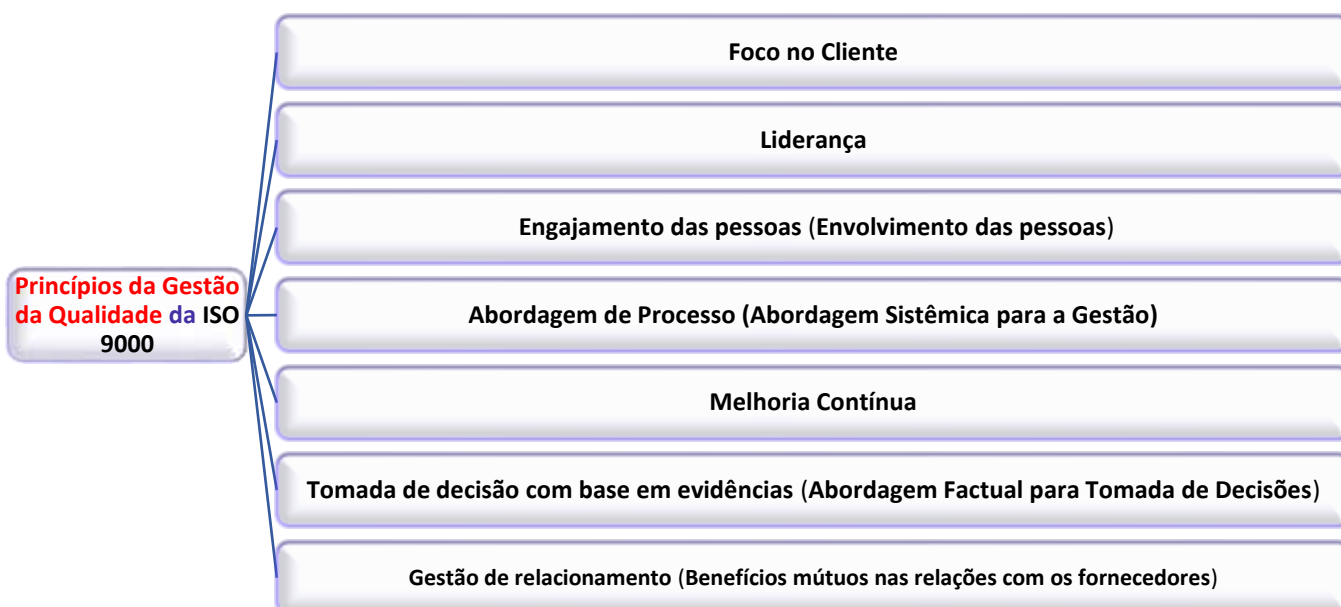 Foco no Cliente
Liderança
Engajamento das pessoas (Envolvimento das pessoas)
Princípios da Gestão
da Qualidade da ISO
9000
Abordagem de Processo (Abordagem Sistêmica para a Gestão)
Melhoria Contínua
Tomada de decisão com base em evidências (Abordagem Factual para Tomada de Decisões)
Gestão de relacionamento (Benefícios mútuos nas relações com os fornecedores)